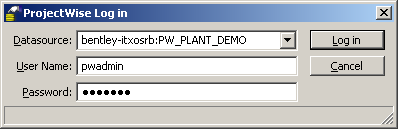 ProjectWise Log in
Datasource: bentley-itxosrb:PW_PLANT_DEMO Log in
User Name: pwadmin Cancel
Password: •••••••